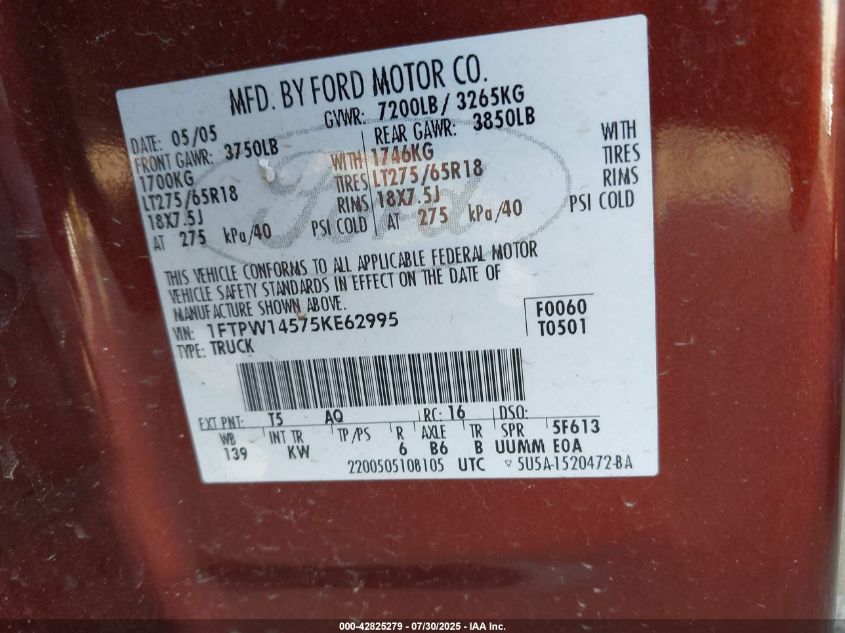 MFD. BY FORD MOTOR CO.
DATE: 05/05 GVWR: 7200LB/ 3265KG
FRONT GAWR: 3750LB REAR GAWR: 3850LB
1700KG WITH 1746KG WITH
LT275/65R18 TIRES LT275/65R18 TIRES
18X7.5J RIMS 18X7.5J RIMS
AT 275 kPa/40 PSI COLD AT 275 kPa/40 PSI COLD
Ford
THIS VEHICLE CONFORMS TO ALL APPLICABLE FEDERAL MOTOR
VEHICLE SAFETY STANDARDS IN EFFECT ON THE DATE OF
MANUFACTURE SHOWN ABOVE.
VIN: 1FTPW14575KE62995 F0060
TYPE: TRUCK T0501
EXT PNT: T5 AQ RC: 16 DSO:
WB INT TR TP/PS R AXLE TR SPR 5F613
139 KW 6 B6 B UUMM EOA
2200505108105 UTC ▽ 5U5A-1520472-BA
000-42825279 - 07/30/2025 - IAA Inc.